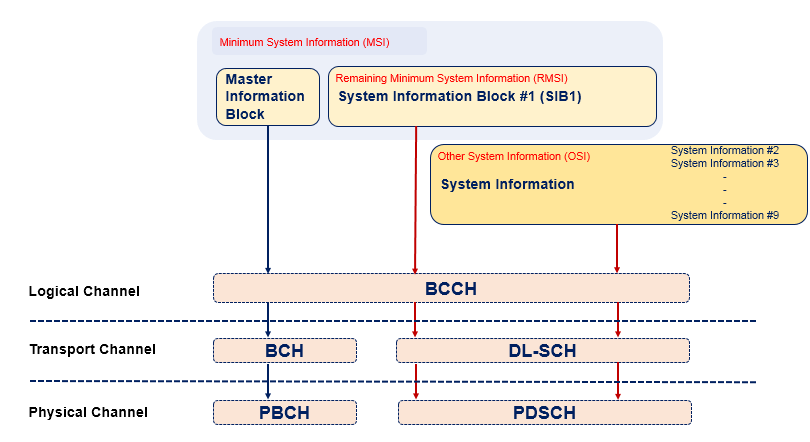 Minimum System Information (MSI)
Master
Information
Block
Remaining Minimum System Information (RMSI)
System Information Block #1 (SIB1)
Other System Information (OSI)
System Information
System Information #2
System Information #3
-
-
-
System Information #9
Logical Channel
BCCH
Transport Channel
BCH
DL-SCH
Physical Channel
PBCH
PDSCH